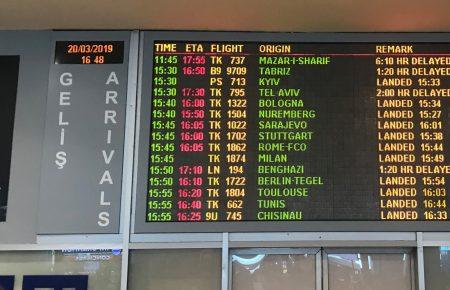 20/03/2019
16 48
GELİŞ
ARRIVALS
TIME ETA FLIGHT ORIGIN REMARK
11:45 17:55 TK 737 MAZAR-I-SHARIF 6:10 HR DELAYED
15:30 16:50 B9 9709 TABRIZ 1:20 HR DELAYED
15:30 PS 713 KYIV LANDED 15:34
15:30 17:30 TK 795 TEL-AVIV 2:00 HR DELAYED
15:40 16:00 TK 1322 BOLOGNA LANDED 15:38
15:40 15:50 TK 1504 NUREMBERG LANDED 15:27
15:45 16:05 TK 1022 SARAJEVO LANDED 16:01
15:45 16:00 TK 1702 STUTTGART LANDED 15:38
15:45 16:05 TK 1862 ROME-FCO LANDED 15:44
15:45 TK 1874 MILAN LANDED 15:49
15:50 17:10 LN 194 BENGHAZI 1:20 HR DELAYED
15:50 16:10 TK 1722 BERLIN-TEGEL LANDED 15:54
15:55 16:20 TK 1804 TOULOUSE LANDED 16:03
15:55 16:40 TK 662 TUNIS LANDED 16:44
15:55 16:25 9U 745 CHISINAU LANDED 16:33